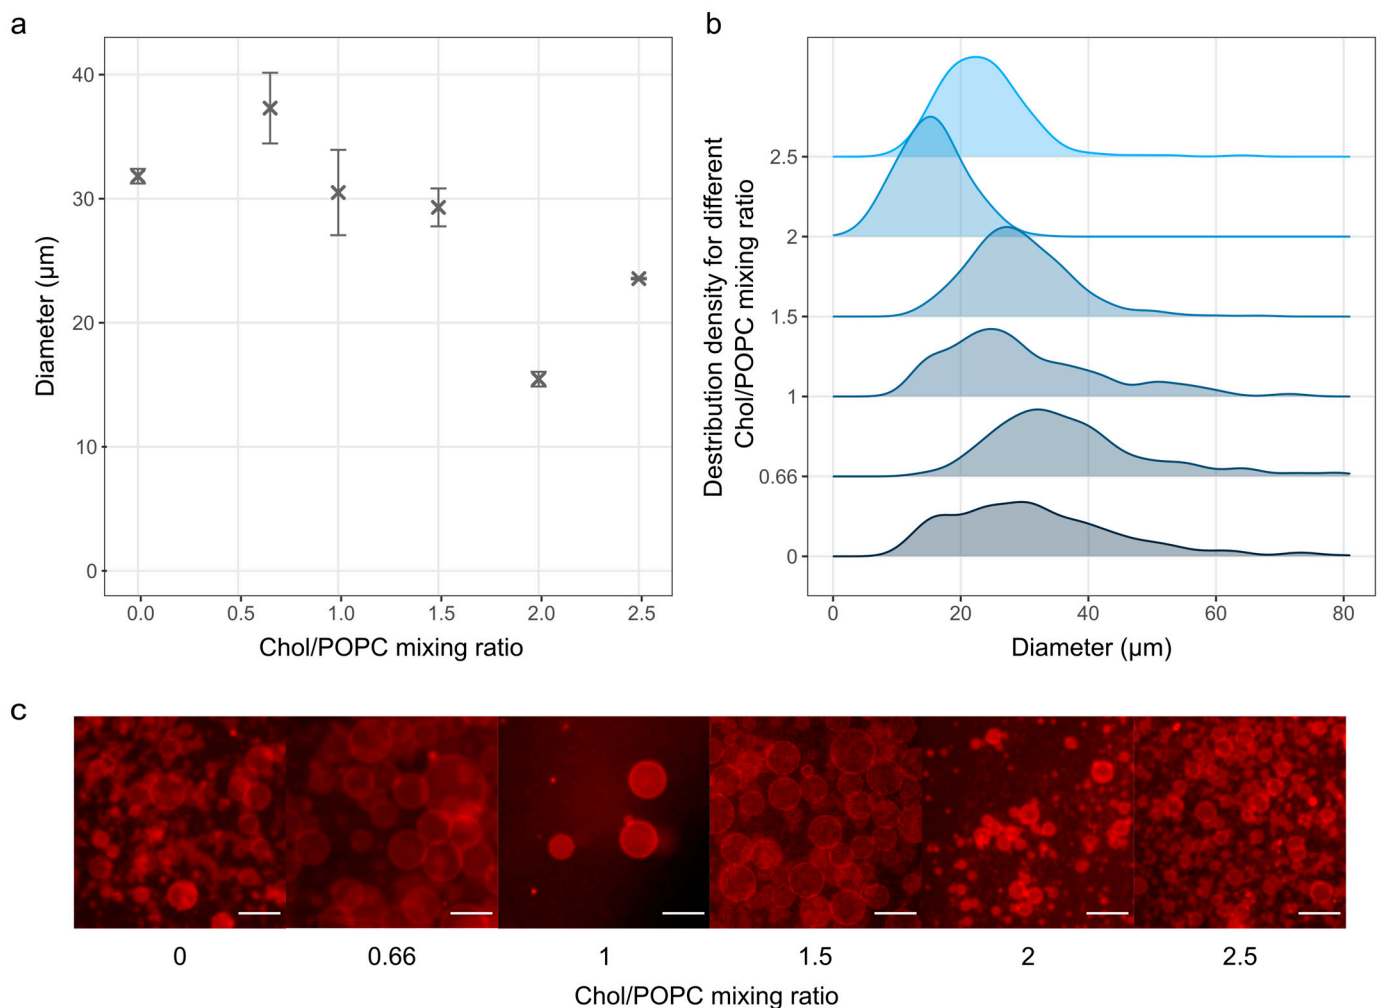 a
40
30
20
10
0
Diameter (µm)
0.0 0.5 1.0 1.5 2.0 2.5
Chol/POPC mixing ratio
b
Destribution density for different
Chol/POPC mixing ratio
2.5
2
1.5
1
0.66
0
0 20 40 60 80
Diameter (µm)
c
0 0.66 1 1.5 2 2.5
Chol/POPC mixing ratio